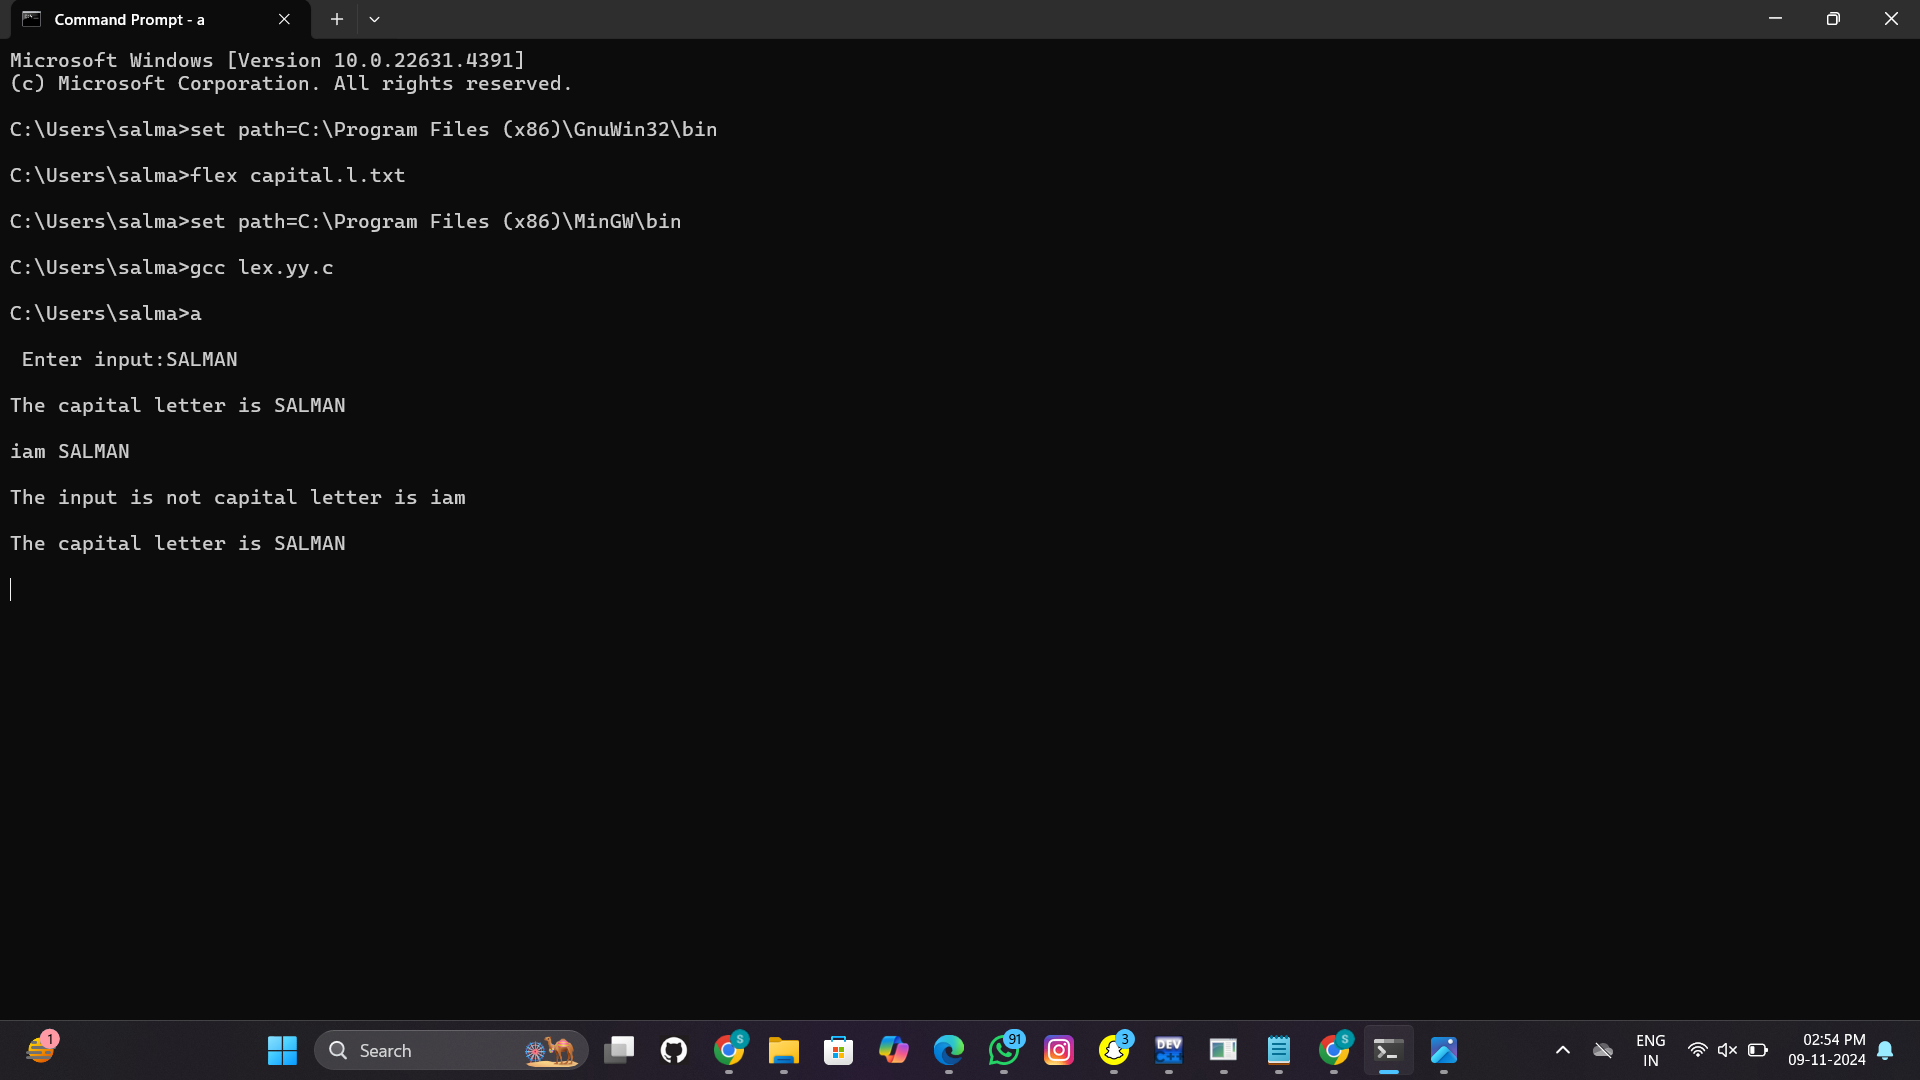 Command Prompt - a
Microsoft Windows [Version 10.0.22631.4391]
(c) Microsoft Corporation. All rights reserved.
C:\Users\salma>set path=C:\Program Files (x86)\GnuWin32\bin
C:\Users\salma>flex capital.l.txt
C:\Users\salma>set path=C:\Program Files (x86)\MinGW\bin
C:\Users\salma>gcc lex.yy.c
C:\Users\salma>a
Enter input:SALMAN
The capital letter is SALMAN
iam SALMAN
The input is not capital letter is iam
The capital letter is SALMAN
1
Search
S
91
3
DEV
S
ENG
IN
02:54 PM
09-11-2024